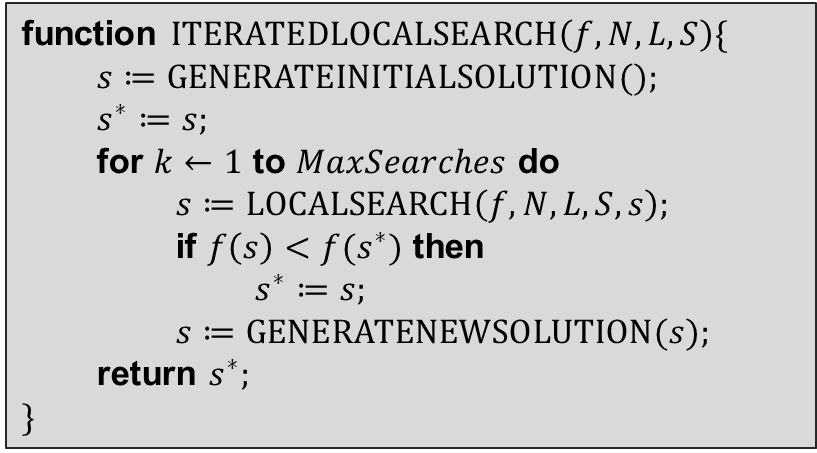 function ITERATEDLOCALSEARCH(f, N, L, S){
s ≔ GENERATEINITIALSOLUTION();
s* ≔ s;
for k ← 1 to MaxSearches do
s ≔ LOCALSEARCH(f, N, L, S, s);
if f(s) < f(s*) then
s* ≔ s;
s ≔ GENERATENEWSOLUTION(s);
return s*;
}